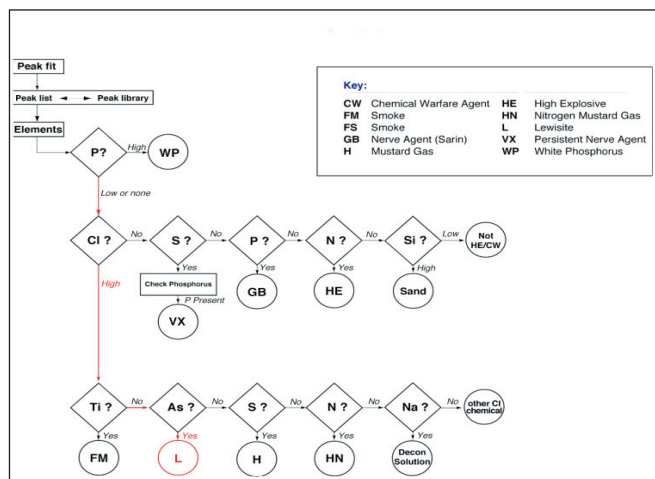 Peak fit
Key:
CW Chemical Warfare Agent HE High Explosive
FM Smoke HN Nitrogen Mustard Gas
FS Smoke L Lewisite
GB Nerve Agent (Sarin) VX Persistent Nerve Agent
H Mustard Gas WP White Phosphorus
Peak list Peak library
Elements
P? High WP
Low or none
Cl ? No S ? No P ? No N ? No Si ? Low Not
HE/CW
High Yes Yes Yes High
Check Phosphorus
GB HE Sand
P Present
VX
Ti ? No As ? No S ? No N ? No Na ? No other Cl
chemical
Yes Yes Yes Yes Yes
FM L H HN Decon
Solution